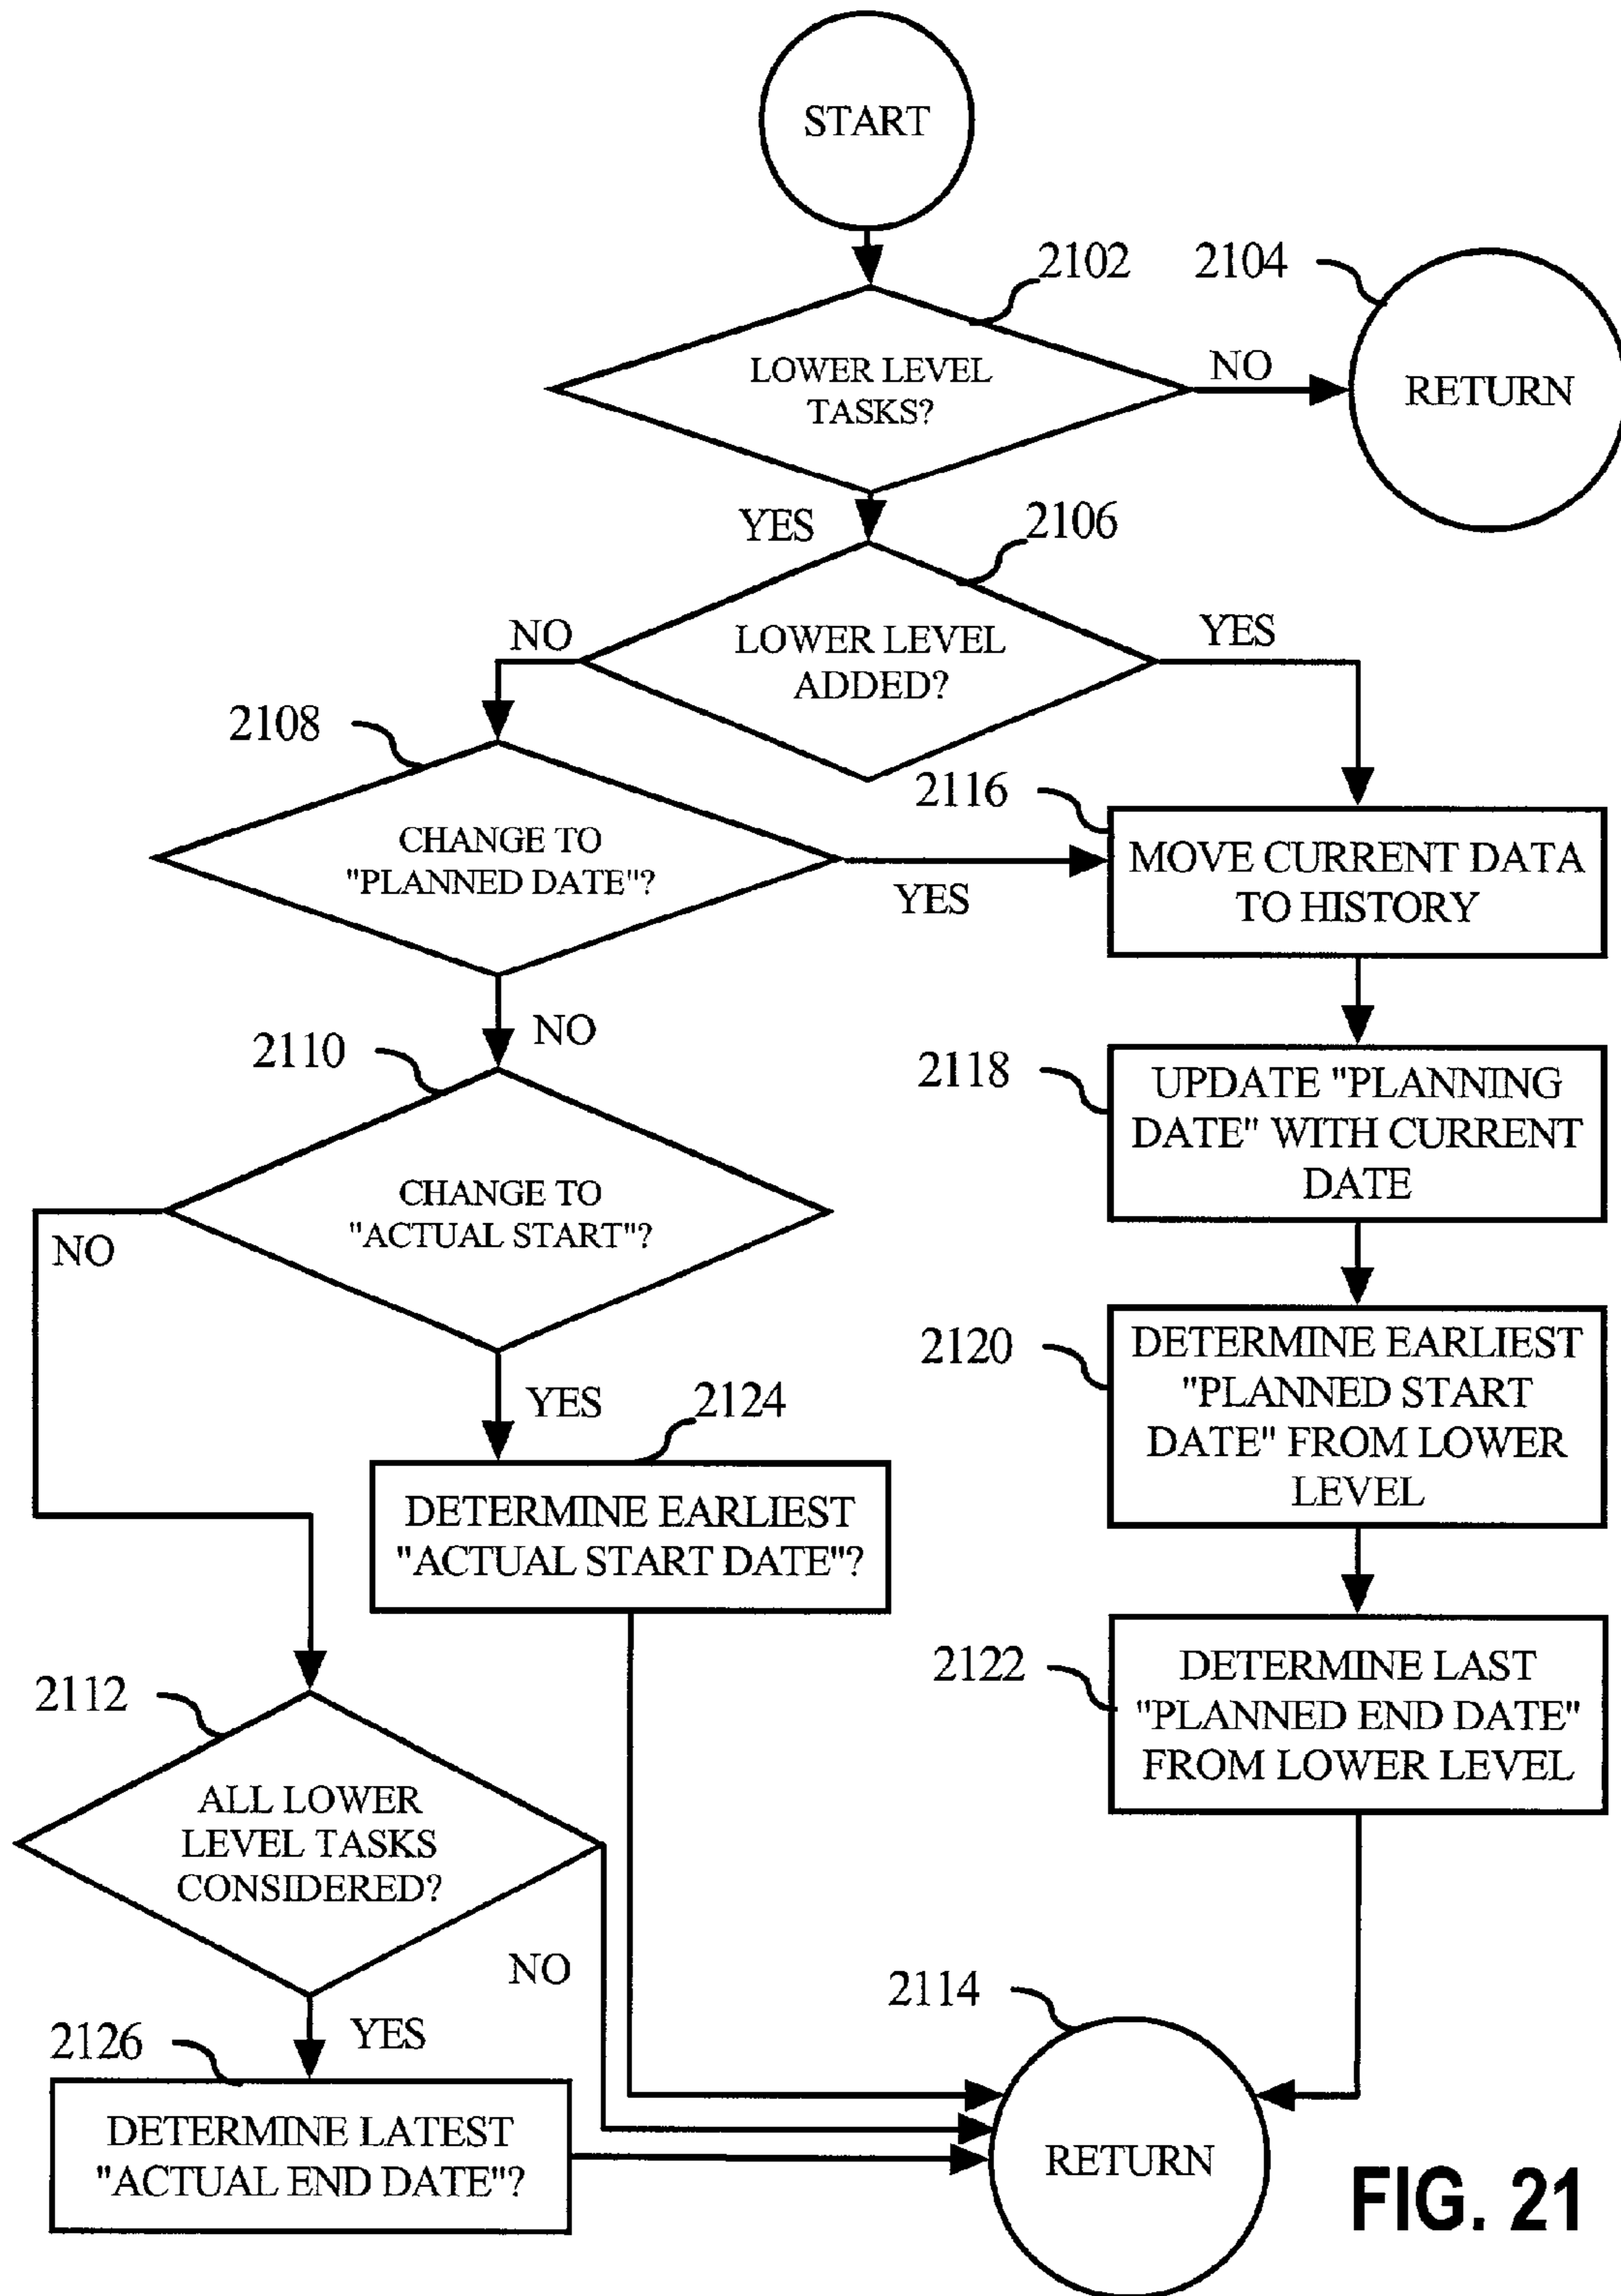 START
2102
2104
LOWER LEVEL
TASKS?
NO
RETURN
YES
2106
NO
LOWER LEVEL
ADDED?
YES
2108
CHANGE TO
"PLANNED DATE"?
YES
2116
MOVE CURRENT DATA
TO HISTORY
NO
2110
CHANGE TO
"ACTUAL START"?
NO
2118
UPDATE "PLANNING
DATE" WITH CURRENT
DATE
YES
2124
DETERMINE EARLIEST
"ACTUAL START DATE"?
2120
DETERMINE EARLIEST
"PLANNED START
DATE" FROM LOWER
LEVEL
2112
ALL LOWER
LEVEL TASKS
CONSIDERED?
NO
2122
DETERMINE LAST
"PLANNED END DATE"
FROM LOWER LEVEL
YES
2126
DETERMINE LATEST
"ACTUAL END DATE"?
2114
RETURN
FIG. 21